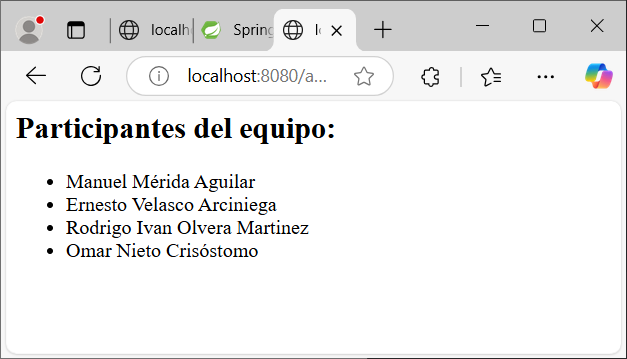 localh
Spring
localhost:8080/a...
Participantes del equipo:
• Manuel Mérida Aguilar
• Ernesto Velasco Arciniega
• Rodrigo Ivan Olvera Martinez
• Omar Nieto Crisóstomo